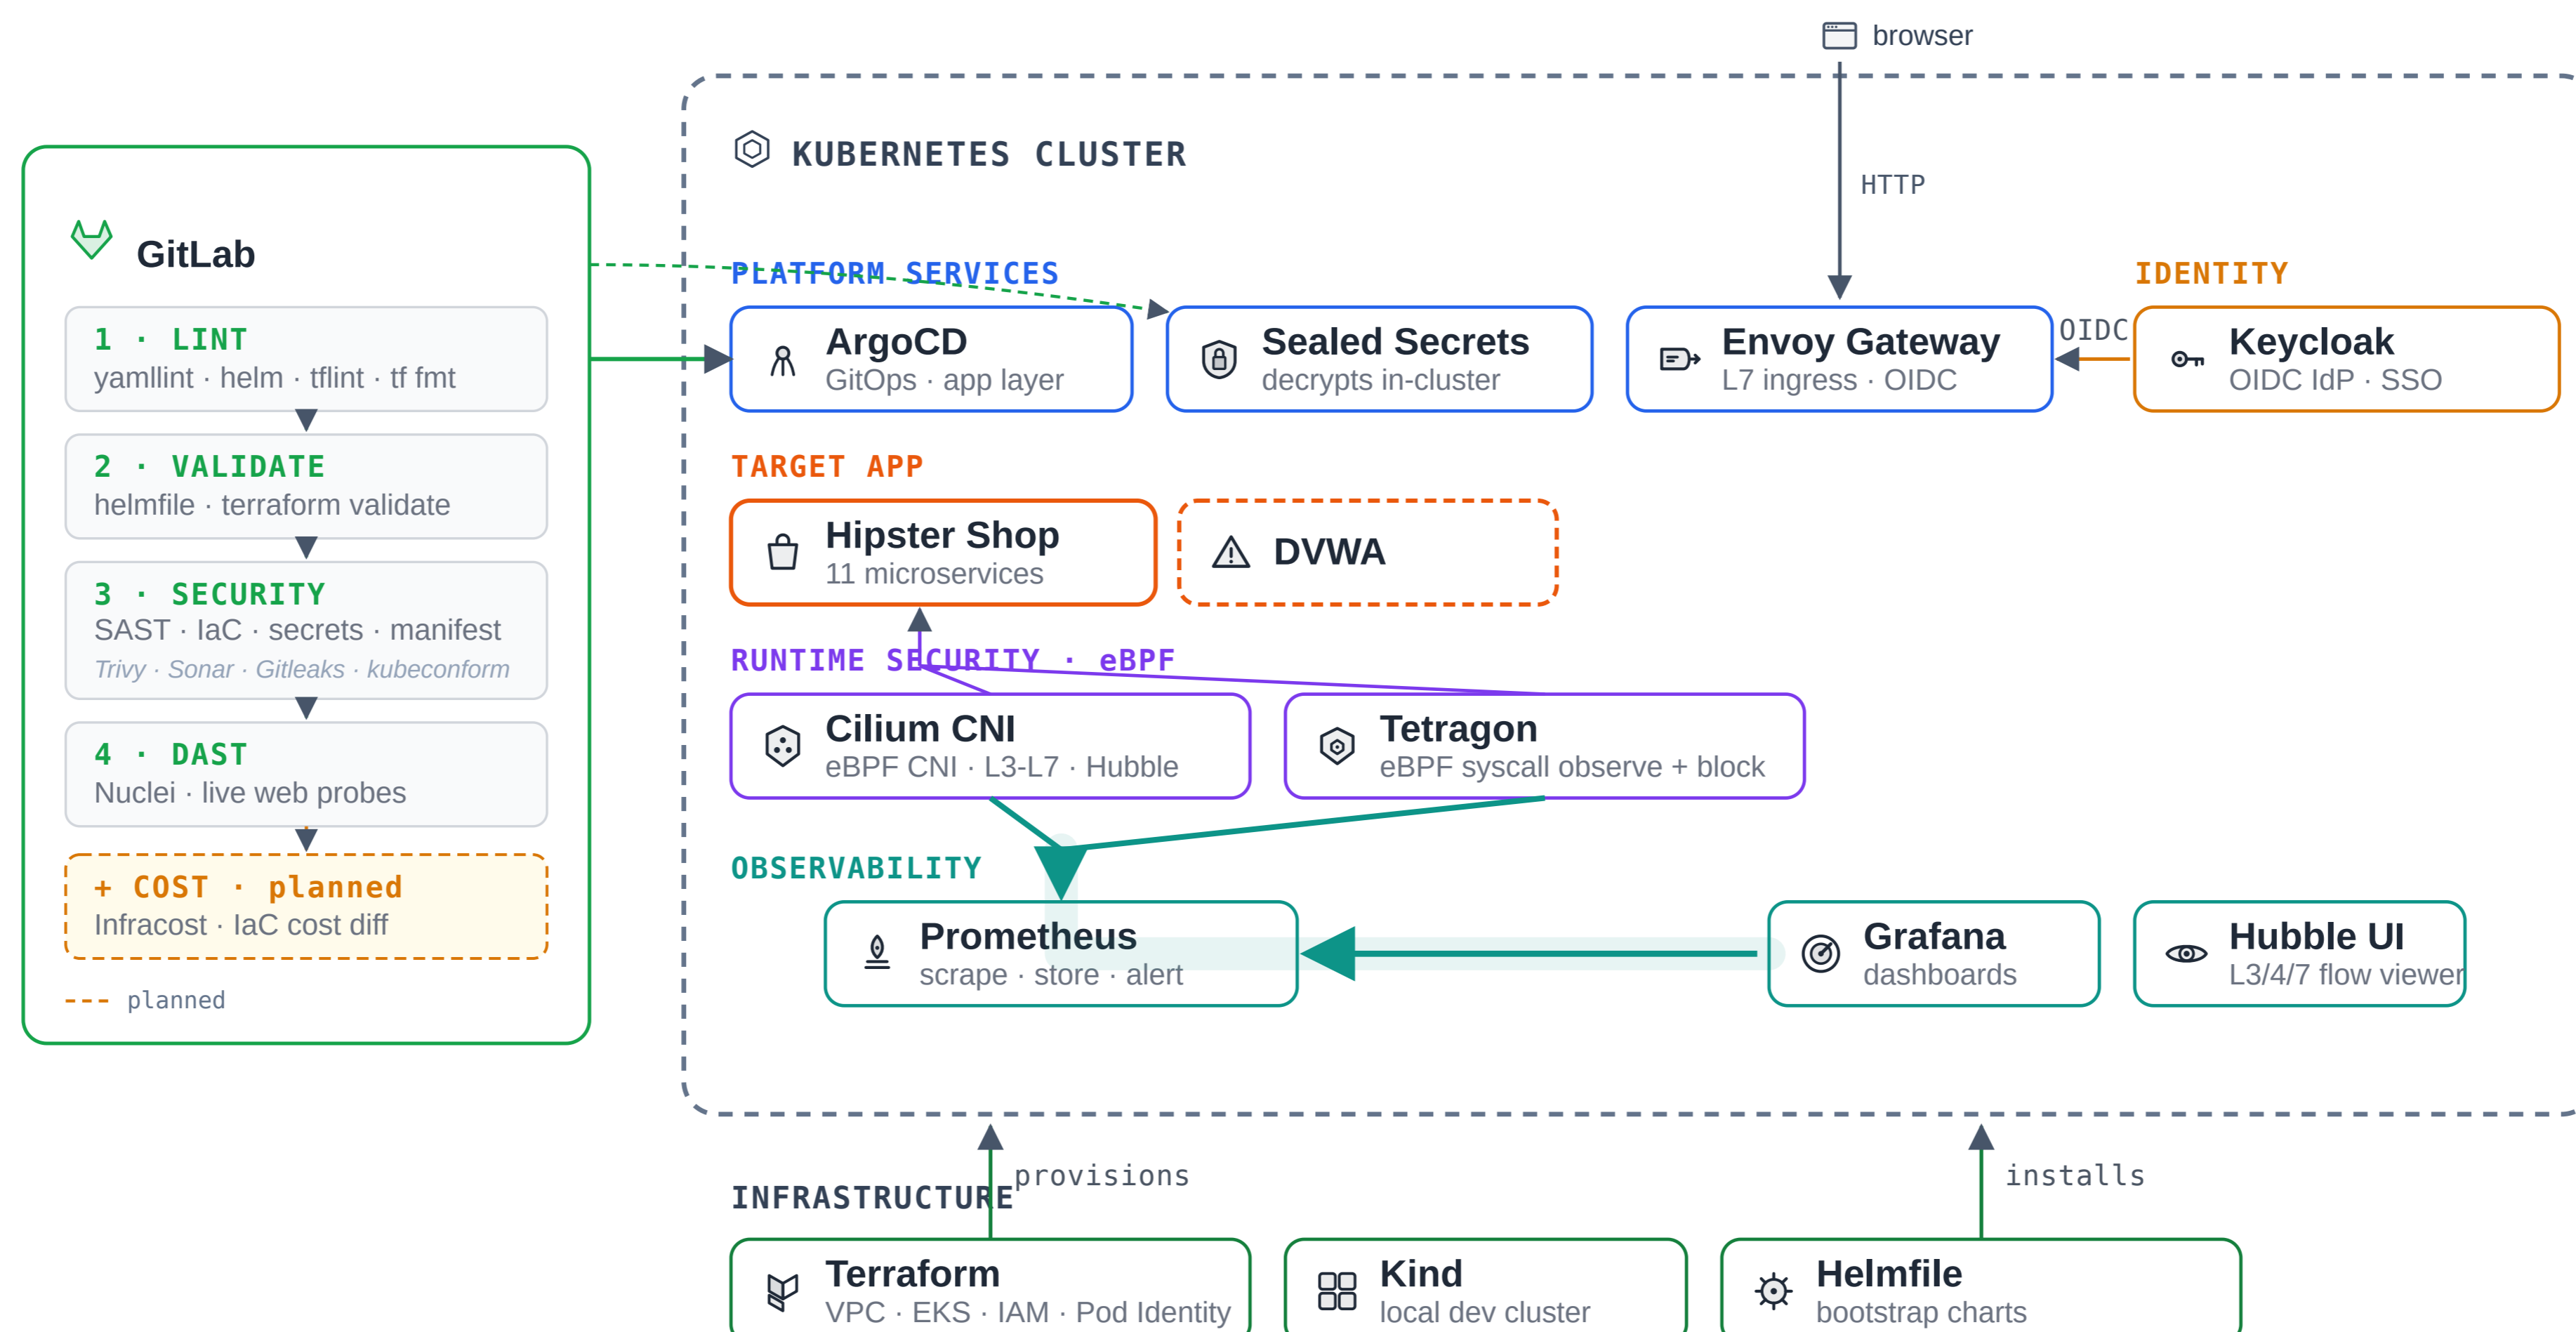 browser
KUBERNETES CLUSTER
HTTP
GitLab
1 · LINT
yamllint · helm · tflint · tf fmt
2 · VALIDATE
helmfile · terraform validate
3 · SECURITY
SAST · IaC · secrets · manifest
Trivy · Sonar · Gitleaks · kubeconform
4 · DAST
Nuclei · live web probes
+ COST · planned
Infracost · IaC cost diff
planned
PLATFORM SERVICES
ArgoCD
GitOps · app layer
Sealed Secrets
decrypts in-cluster
Envoy Gateway
L7 ingress · OIDC
OIDC
IDENTITY
Keycloak
OIDC IdP · SSO
TARGET APP
Hipster Shop
11 microservices
DVWA
RUNTIME SECURITY · eBPF
Cilium CNI
eBPF CNI · L3-L7 · Hubble
Tetragon
eBPF syscall observe + block
OBSERVABILITY
Prometheus
scrape · store · alert
Grafana
dashboards
Hubble UI
L3/4/7 flow viewer
provisions
installs
INFRASTRUCTURE
Terraform
VPC · EKS · IAM · Pod Identity
Kind
local dev cluster
Helmfile
bootstrap charts